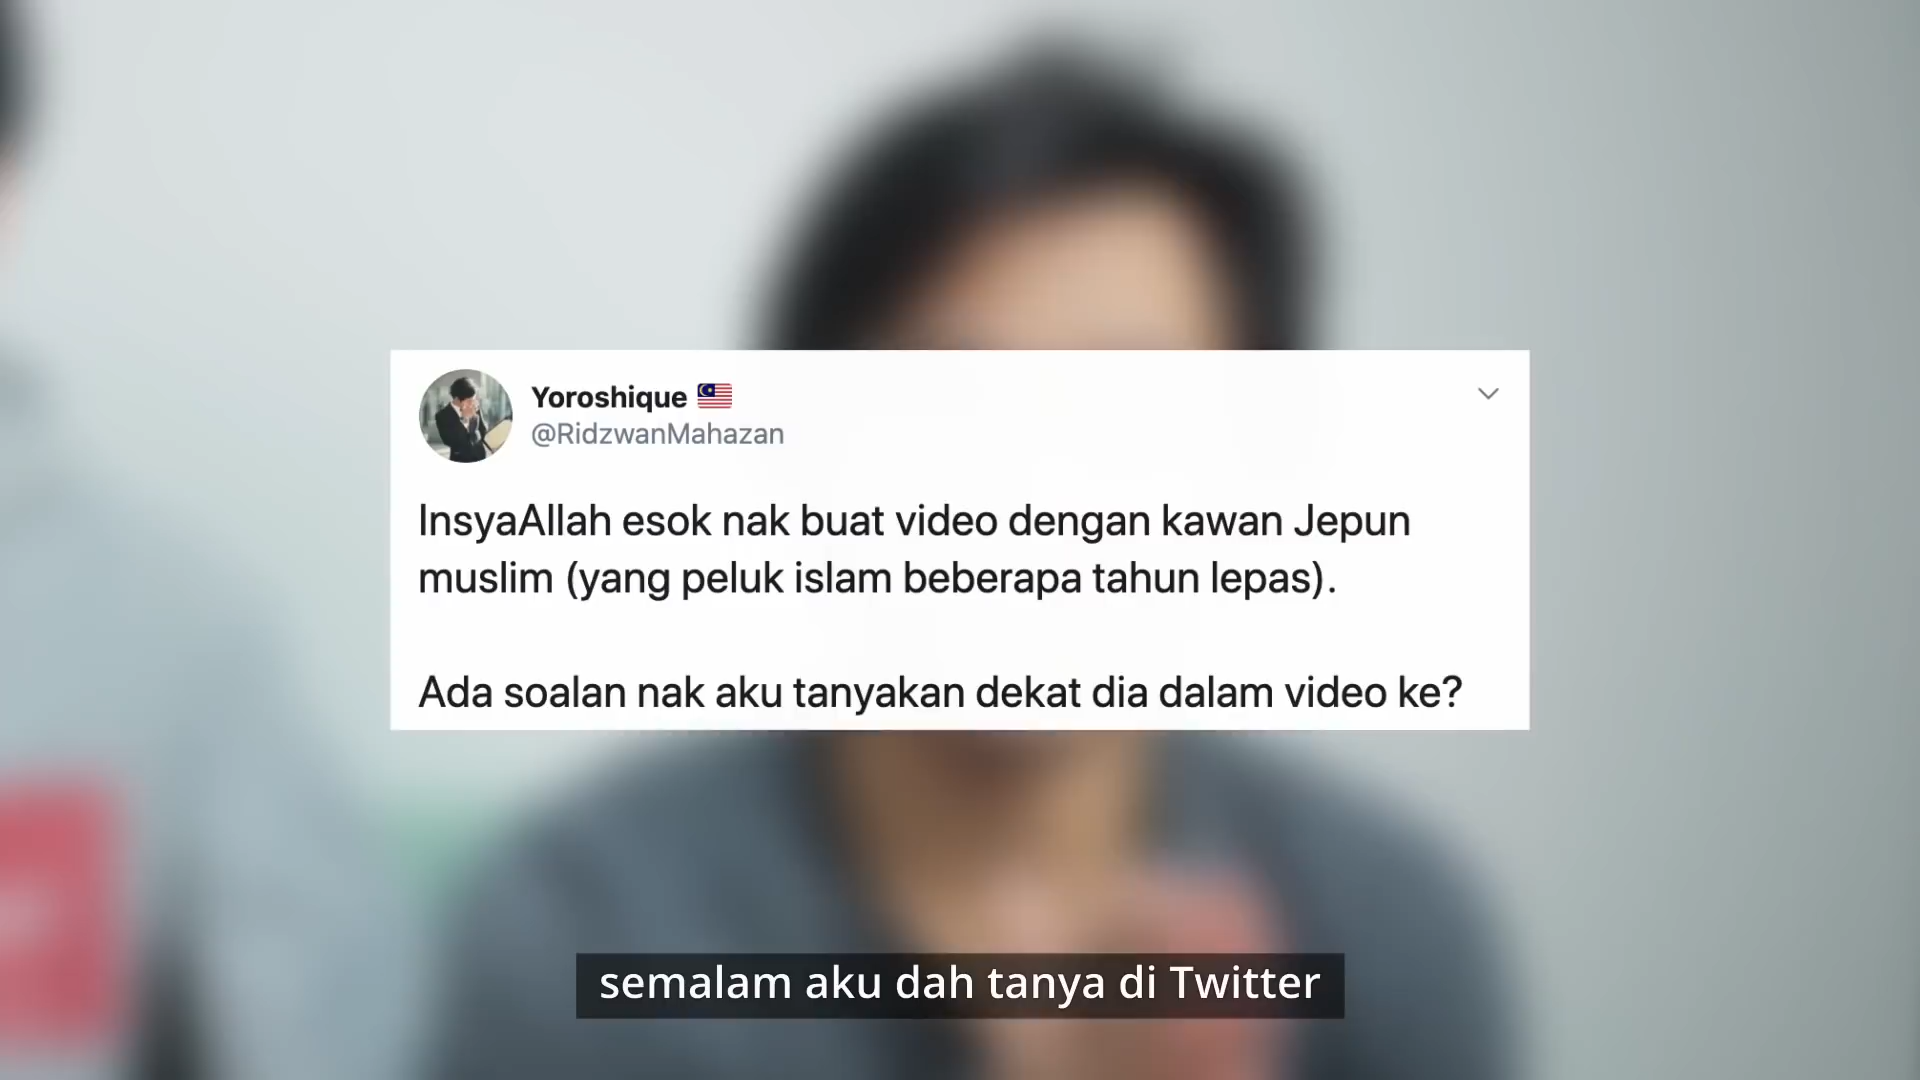 Yoroshique 🇲🇾
@RidzwanMahazan
InsyaAllah esok nak buat video dengan kawan Jepun
muslim (yang peluk islam beberapa tahun lepas).
Ada soalan nak aku tanyakan dekat dia dalam video ke?
semalam aku dah tanya di Twitter